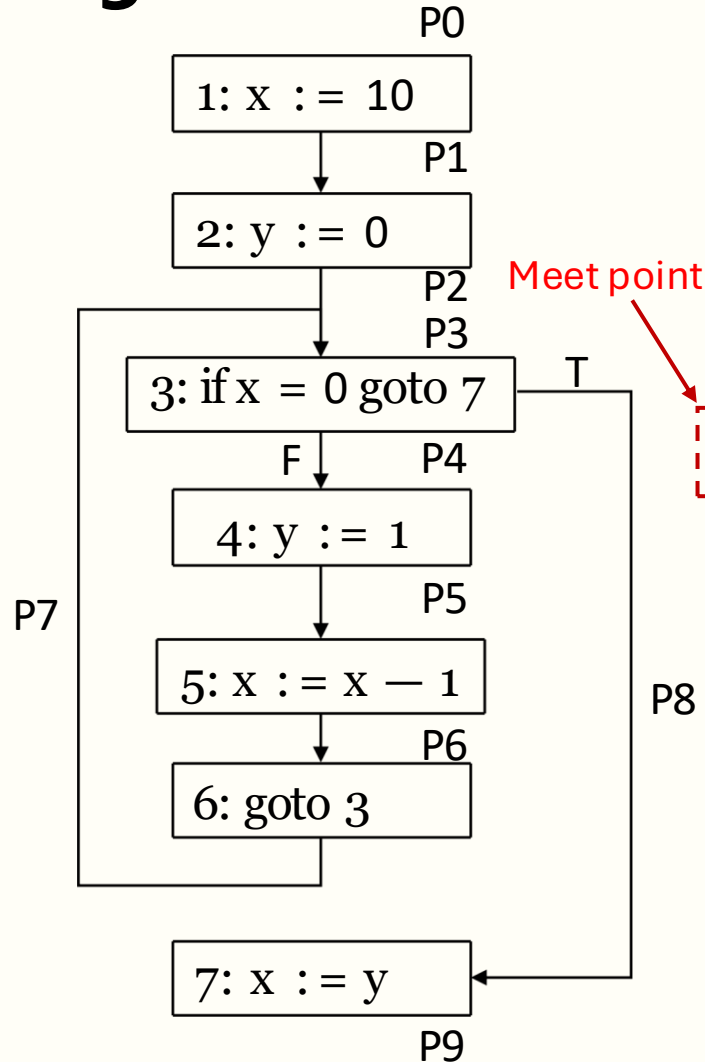 P0
1: x := 10
P1
2: y := 0
P2
Meet point
P3
3: if x = 0 goto 7
T
F
P4
4: y := 1
P5
P7
5: x := x – 1
P8
P6
6: goto 3
7: x := y
P9